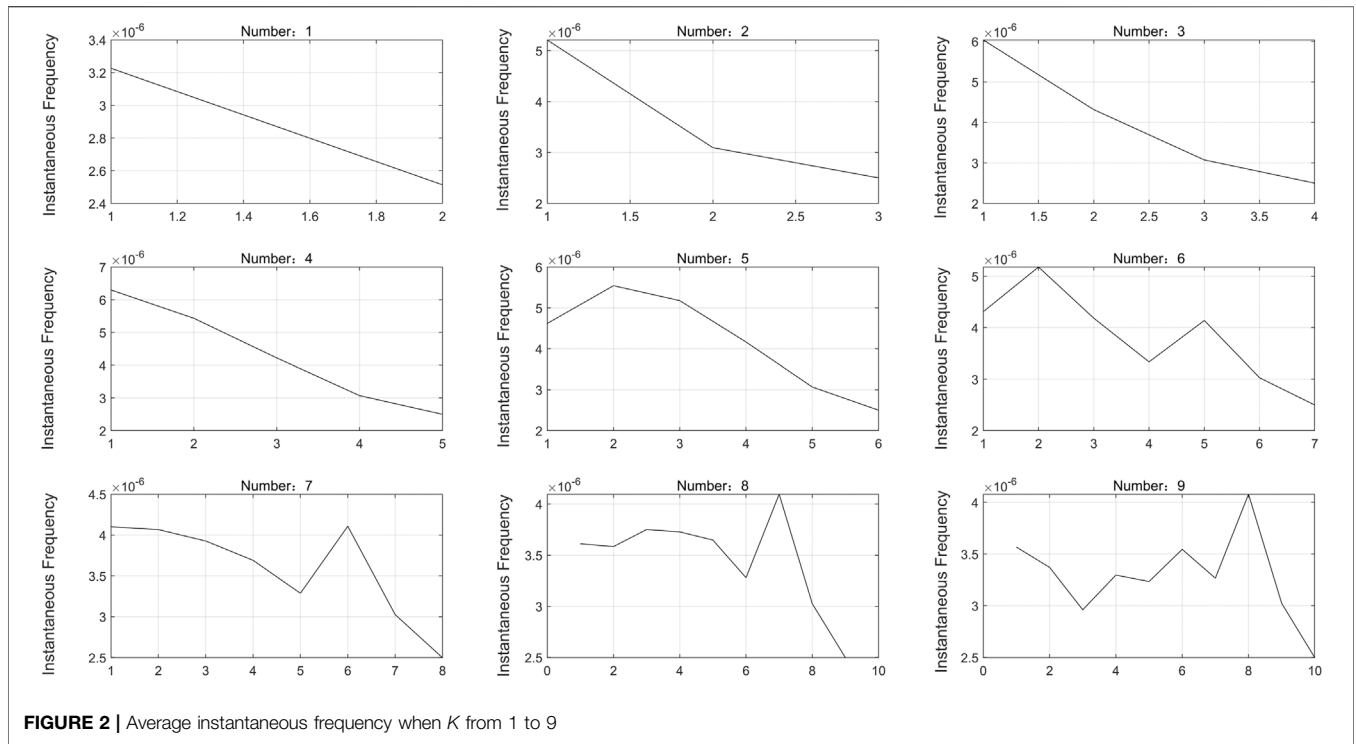 ×10⁻⁶ Number：1
Instantaneous Frequency
3.4
3.2
3
2.8
2.6
2.4
1 1.2 1.4 1.6 1.8 2
×10⁻⁶ Number：2
Instantaneous Frequency
5
4
3
2
1 1.5 2 2.5 3
×10⁻⁶ Number：3
Instantaneous Frequency
6
5
4
3
2
1 1.5 2 2.5 3 3.5 4
×10⁻⁶ Number：4
Instantaneous Frequency
7
6
5
4
3
2
1 2 3 4 5
×10⁻⁶ Number：5
Instantaneous Frequency
6
5
4
3
2
1 2 3 4 5 6
×10⁻⁶ Number：6
Instantaneous Frequency
5
4
3
2
1 2 3 4 5 6 7
×10⁻⁶ Number：7
Instantaneous Frequency
4.5
4
3.5
3
2.5
1 2 3 4 5 6 7 8
×10⁻⁶ Number：8
Instantaneous Frequency
4
3.5
3
2.5
0 2 4 6 8 10
×10⁻⁶ Number：9
Instantaneous Frequency
4
3.5
3
2.5
0 2 4 6 8 10
FIGURE 2 | Average instantaneous frequency when K from 1 to 9